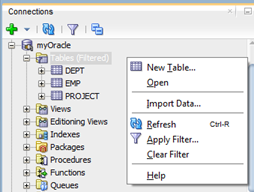 Connections
myOracle
Tables (Filtered)
DEPT
EMP
PROJECT
Views
Editioning Views
Indexes
Packages
Procedures
Functions
Queues
New Table...
Open
Import Data...
Refresh Ctrl-R
Apply Filter...
Clear Filter
Help